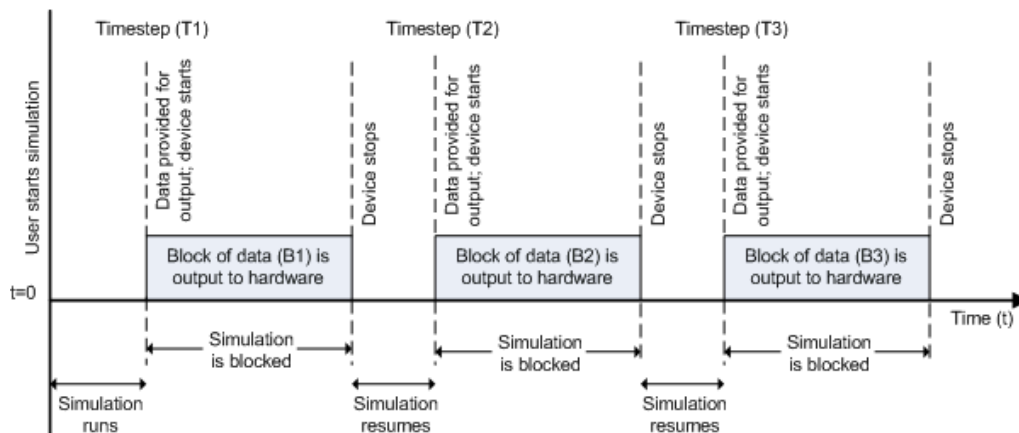 Timestep (T1)
Timestep (T2)
Timestep (T3)
User starts simulation
Data provided for
output; device starts
Device stops
Data provided for
output; device starts
Device stops
Data provided for
output; device starts
Device stops
Block of data (B1) is
output to hardware
Block of data (B2) is
output to hardware
Block of data (B3) is
output to hardware
t=0
Time (t)
Simulation
is blocked
Simulation
is blocked
Simulation
is blocked
Simulation
runs
Simulation
resumes
Simulation
resumes